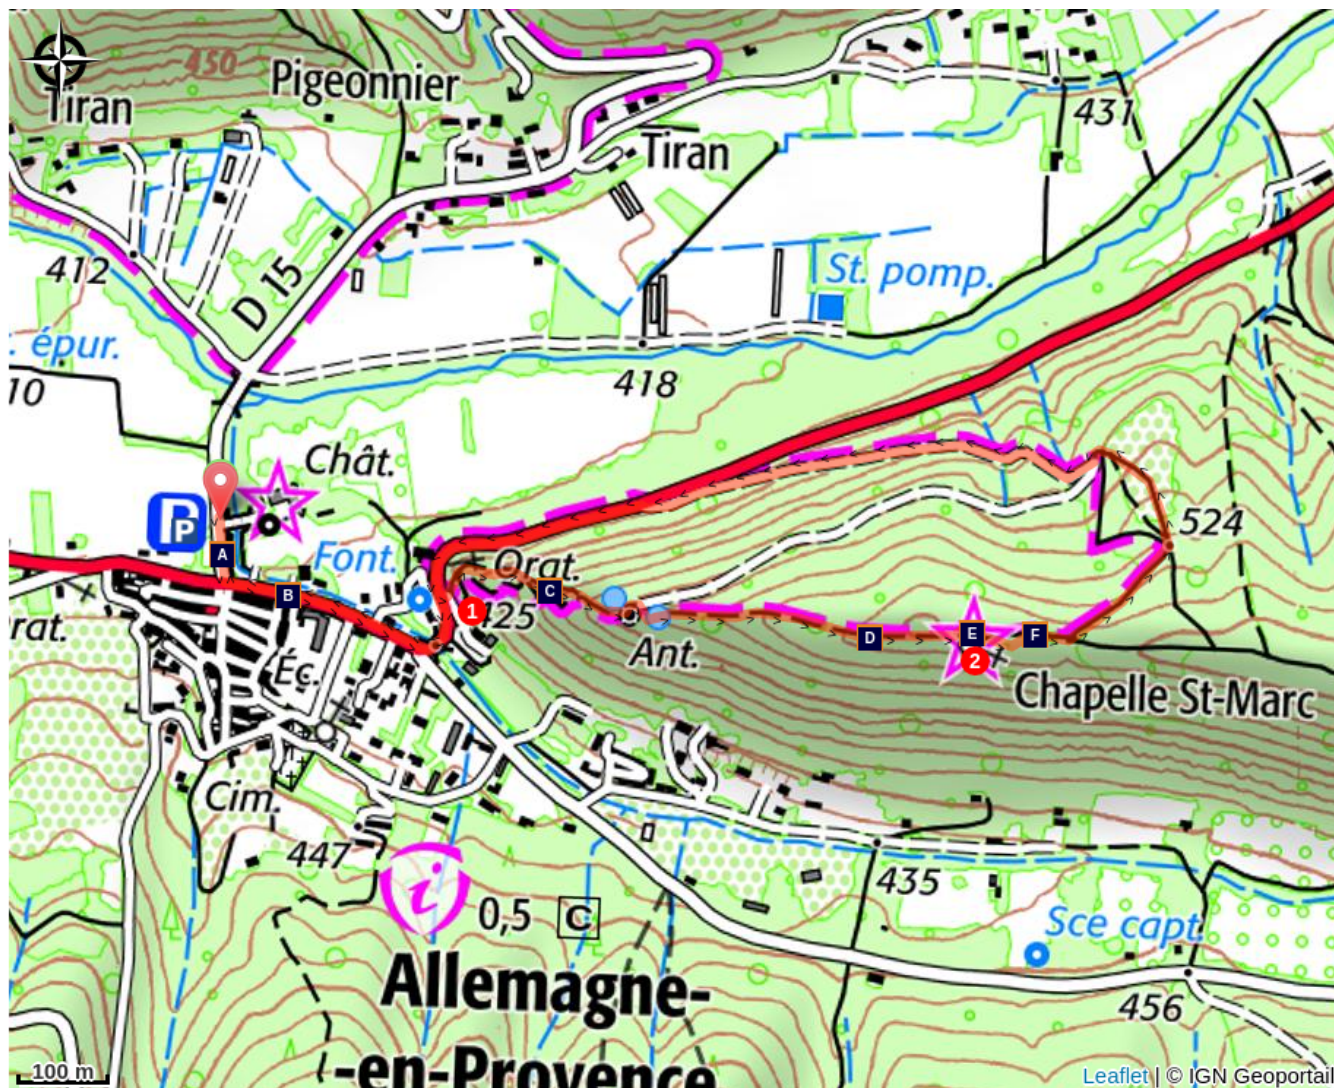 450
Pigeonnier
Tiran
431
Tiran
412
D 15
St. pomp.
. épur.
10
418
Chât.
P
P
524
A
Font.
Orat.
B
C
1
425
rat.
D
E
F
Ant.
2
Éc.
Chapelle St-Marc
Cim.
447
435
i
0,5
C
Sce capt.
Allemagne-
-en-Provence
456
100 m
Leaflet | © IGN Geoportail